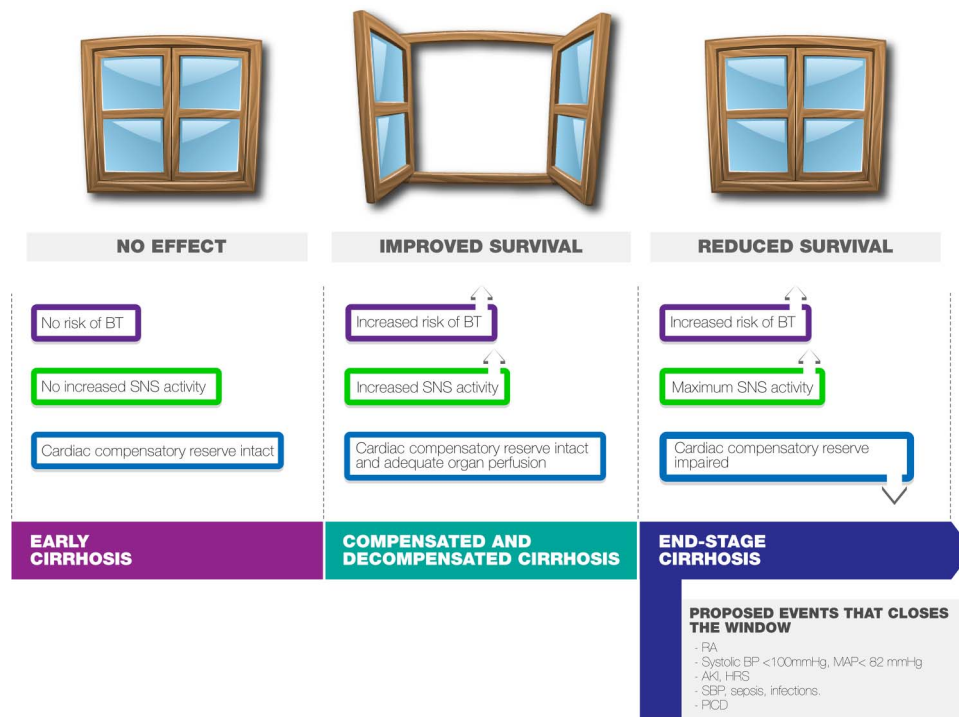 NO EFFECT
IMPROVED SURVIVAL
REDUCED SURVIVAL
No risk of BT
Increased risk of BT
Increased risk of BT
No increased SNS activity
Increased SNS activity
Maximum SNS activity
Cardiac compensatory reserve intact
Cardiac compensatory reserve intact
and adequate organ perfusion
Cardiac compensatory reserve
impaired
EARLY
CIRRHOSIS
COMPENSATED AND
DECOMPENSATED CIRRHOSIS
END-STAGE
CIRRHOSIS
PROPOSED EVENTS THAT CLOSES
THE WINDOW
- RA
- Systolic BP <100mmHg, MAP< 82 mmHg
- AKI, HRS
- SBP, sepsis, infections.
- PICD